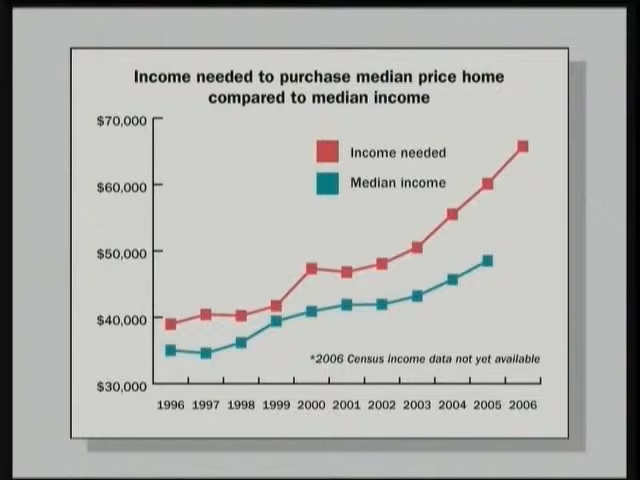 Income needed to purchase median price home
compared to median income
$70,000
Income needed
Median income
$60,000
$50,000
$40,000
*2006 Census income data not yet available
$30,000
1996 1997 1998 1999 2000 2001 2002 2003 2004 2005 2006